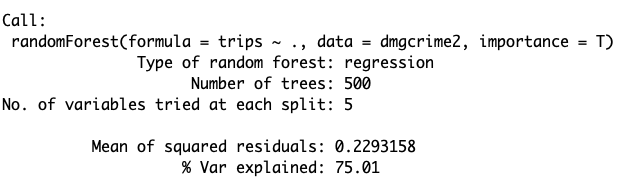 Call:
randomForest(formula = trips ~ ., data = dmgcrime2, importance = T)
Type of random forest: regression
Number of trees: 500
No. of variables tried at each split: 5
Mean of squared residuals: 0.2293158
% Var explained: 75.01